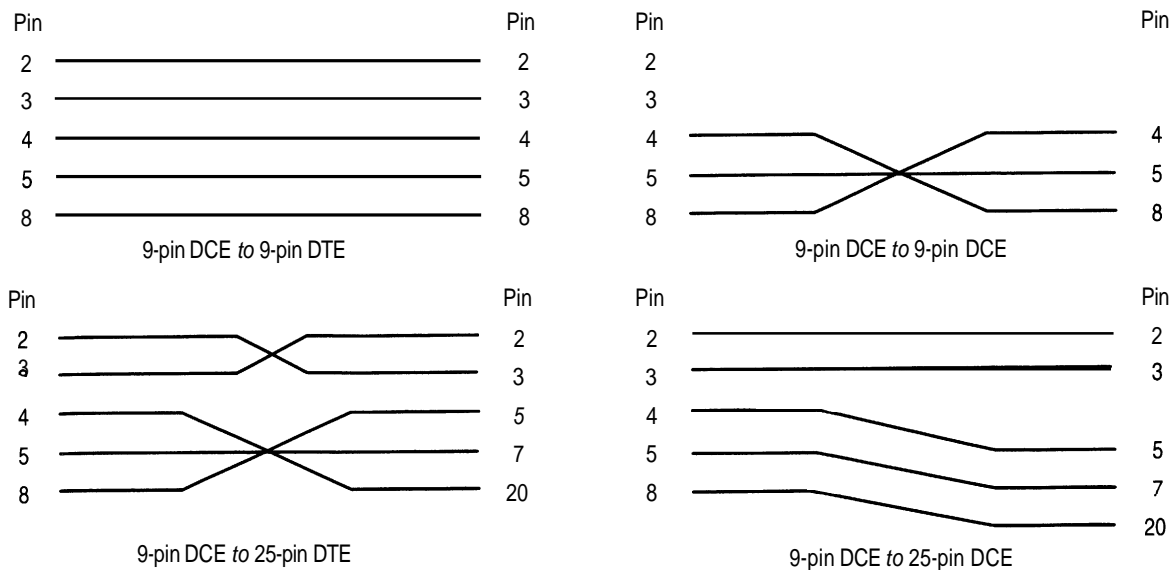 Pin Pin
2 2
3 3
4 4
5 5
8 8
9-pin DCE to 9-pin DTE
Pin Pin
2
3
4 4
5 5
8 8
9-pin DCE to 9-pin DCE
Pin Pin
2 2
3 3
4 5
5 7
8 20
9-pin DCE to 25-pin DTE
Pin Pin
2 2
3 3
4 5
5 7
8 20
9-pin DCE to 25-pin DCE